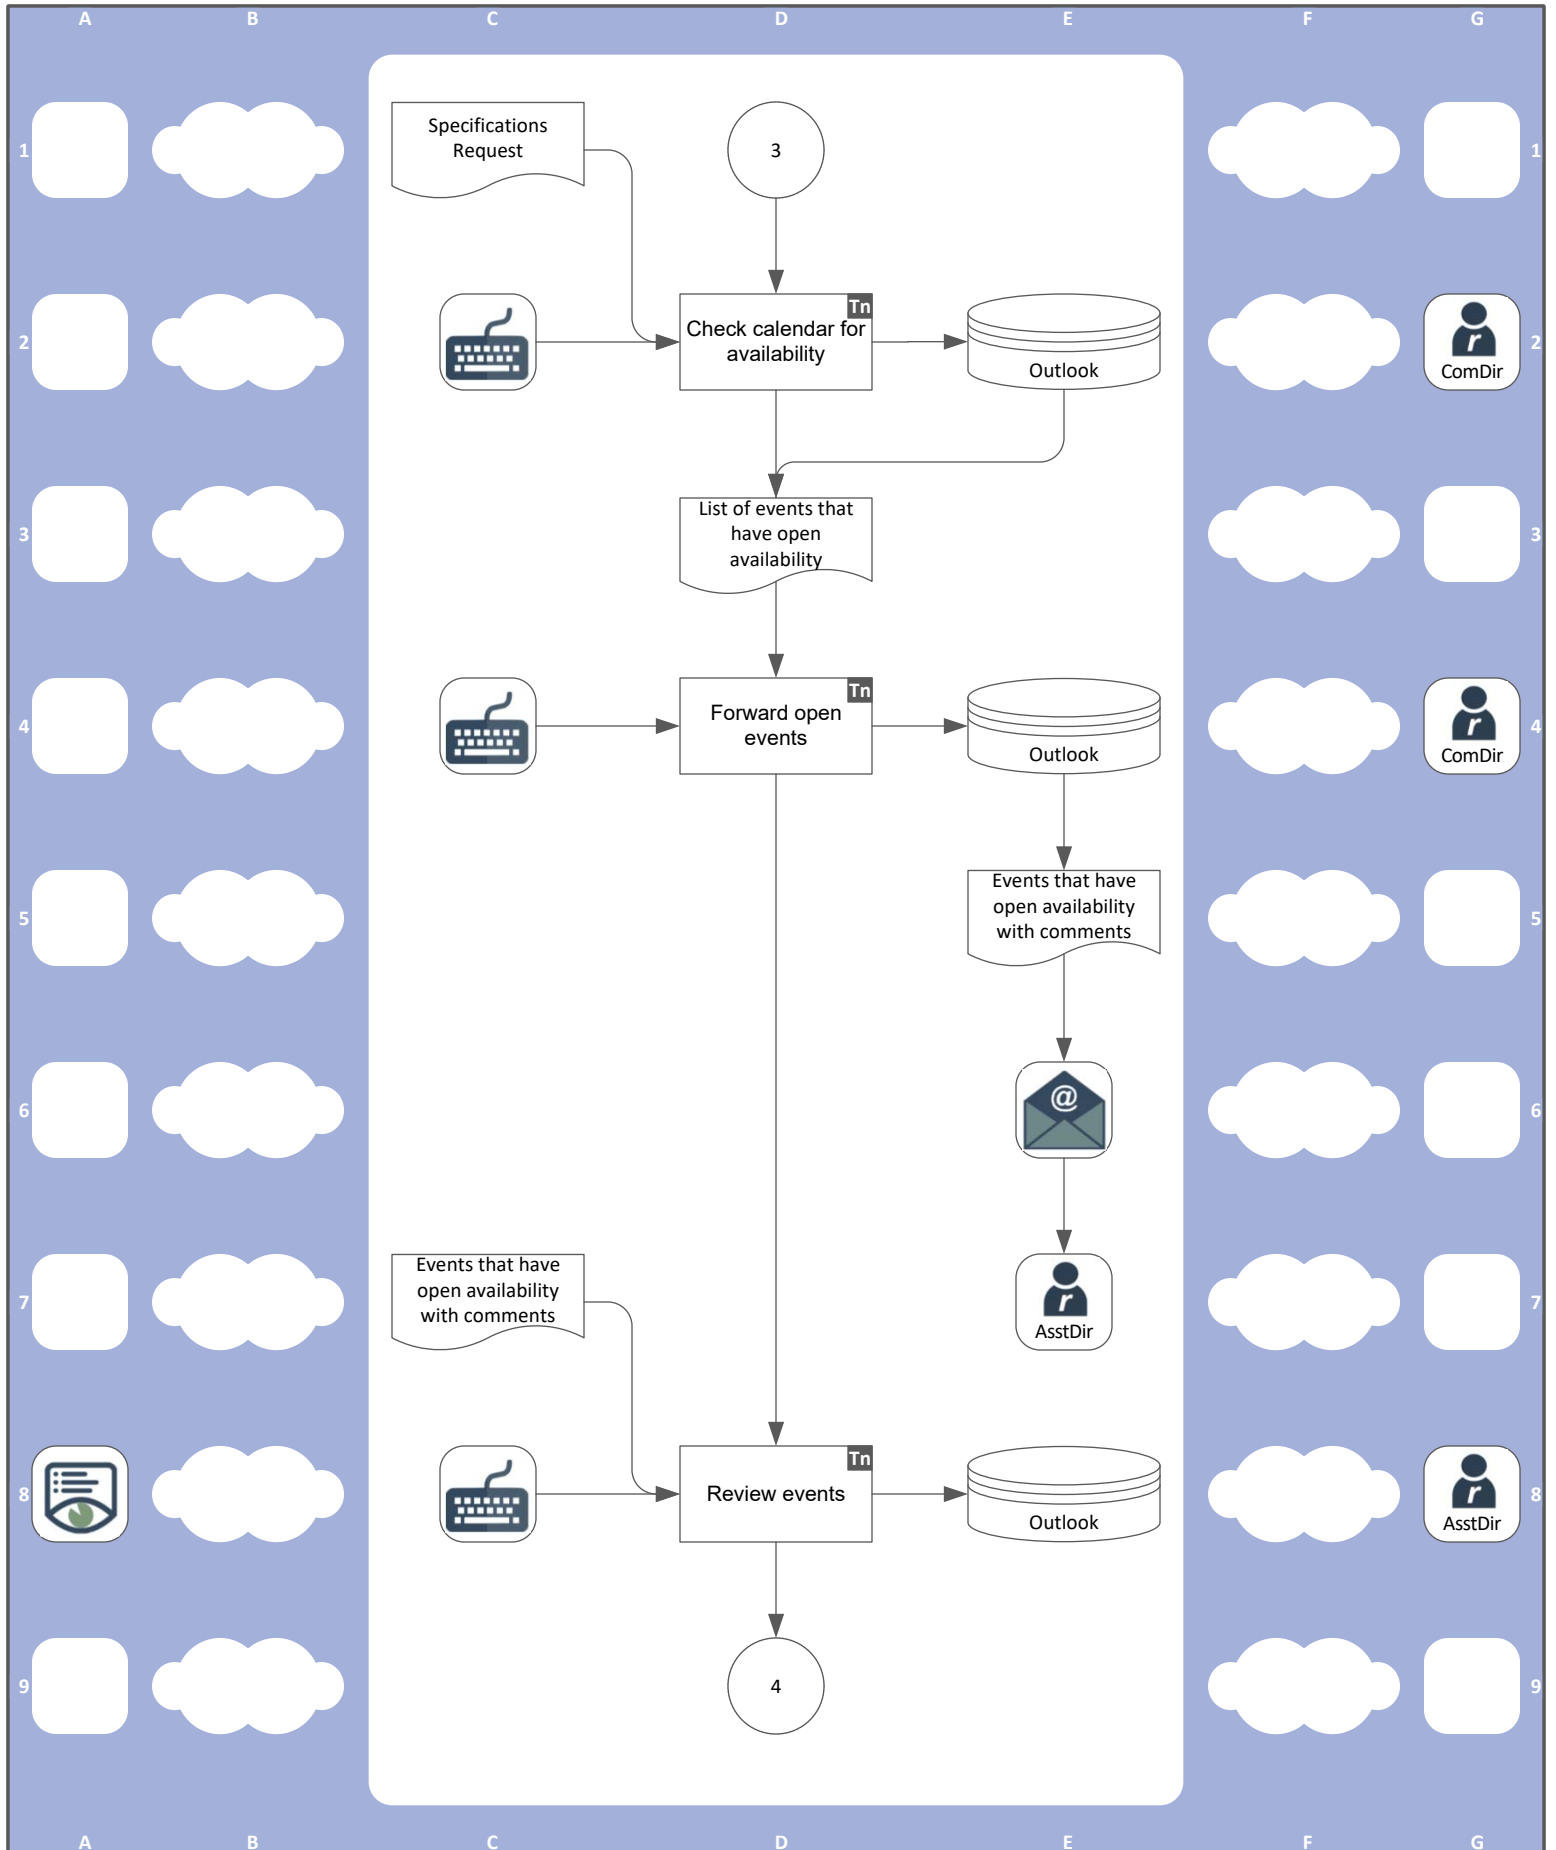 A B C D E F G
Specifications
Request
1 3 1
Tn
Check calendar for
availability
2 Outlook ComDir 2
List of events that
have open
availability
3 3
Tn
Forward open
events
4 Outlook ComDir 4
Events that have
open availability
with comments
5 5
@
6 6
Events that have
open availability
with comments
7 r AsstDir 7
Tn
Review events
8 Outlook r AsstDir 8
9 4 9
A B C D E F G